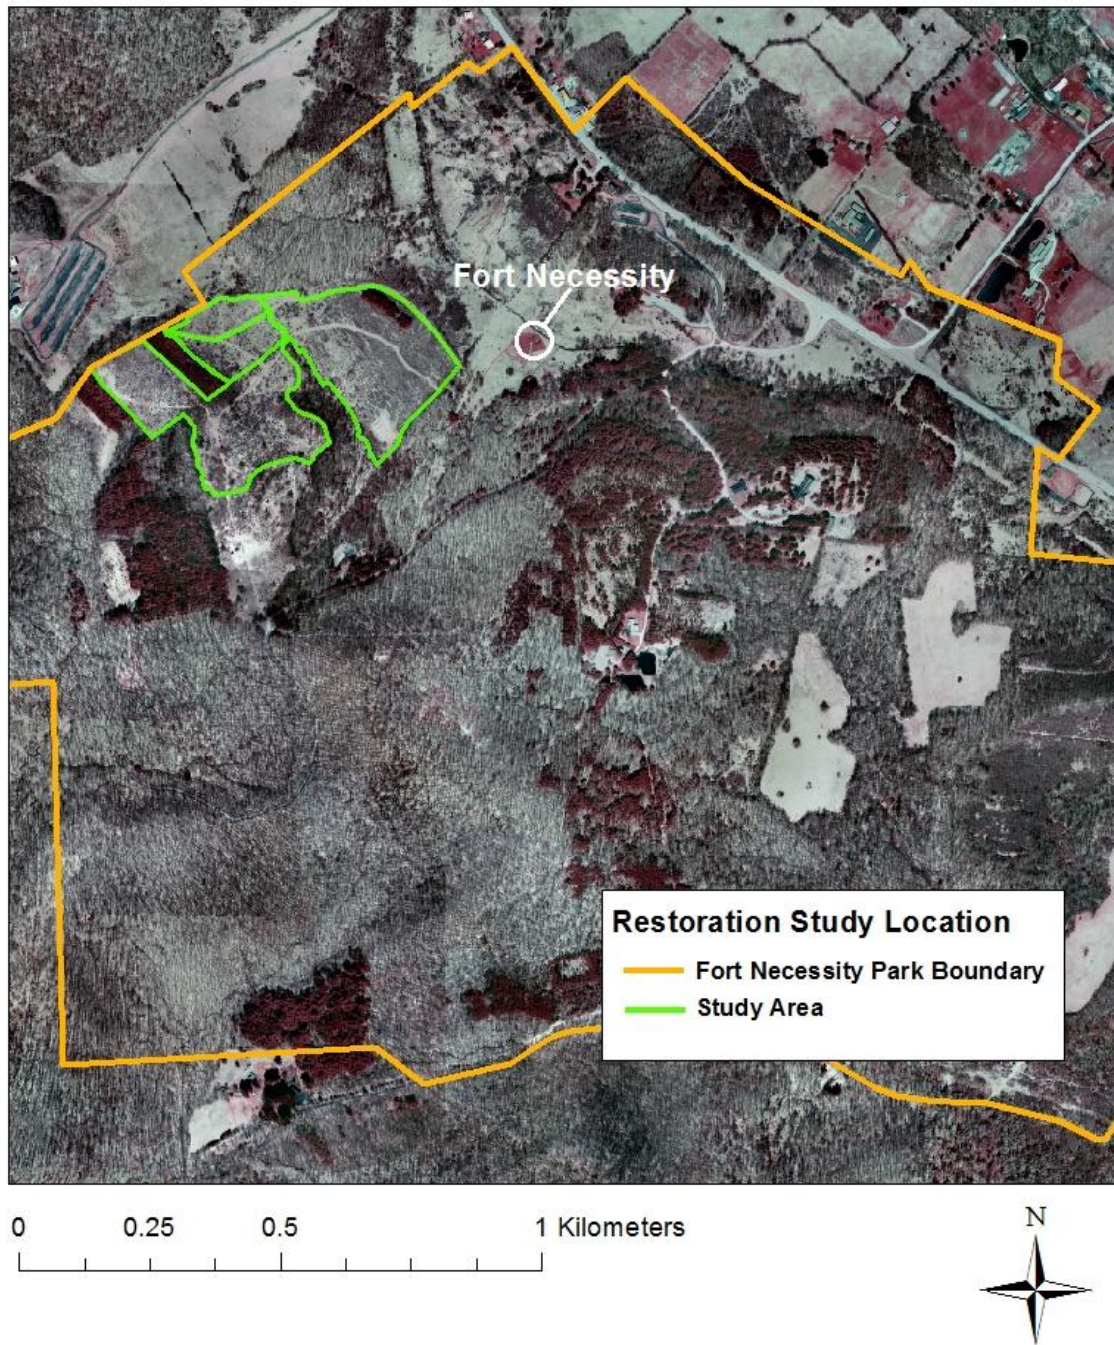 Fort Necessity
Restoration Study Location
Fort Necessity Park Boundary
Study Area
0 0.25 0.5 1 Kilometers
N